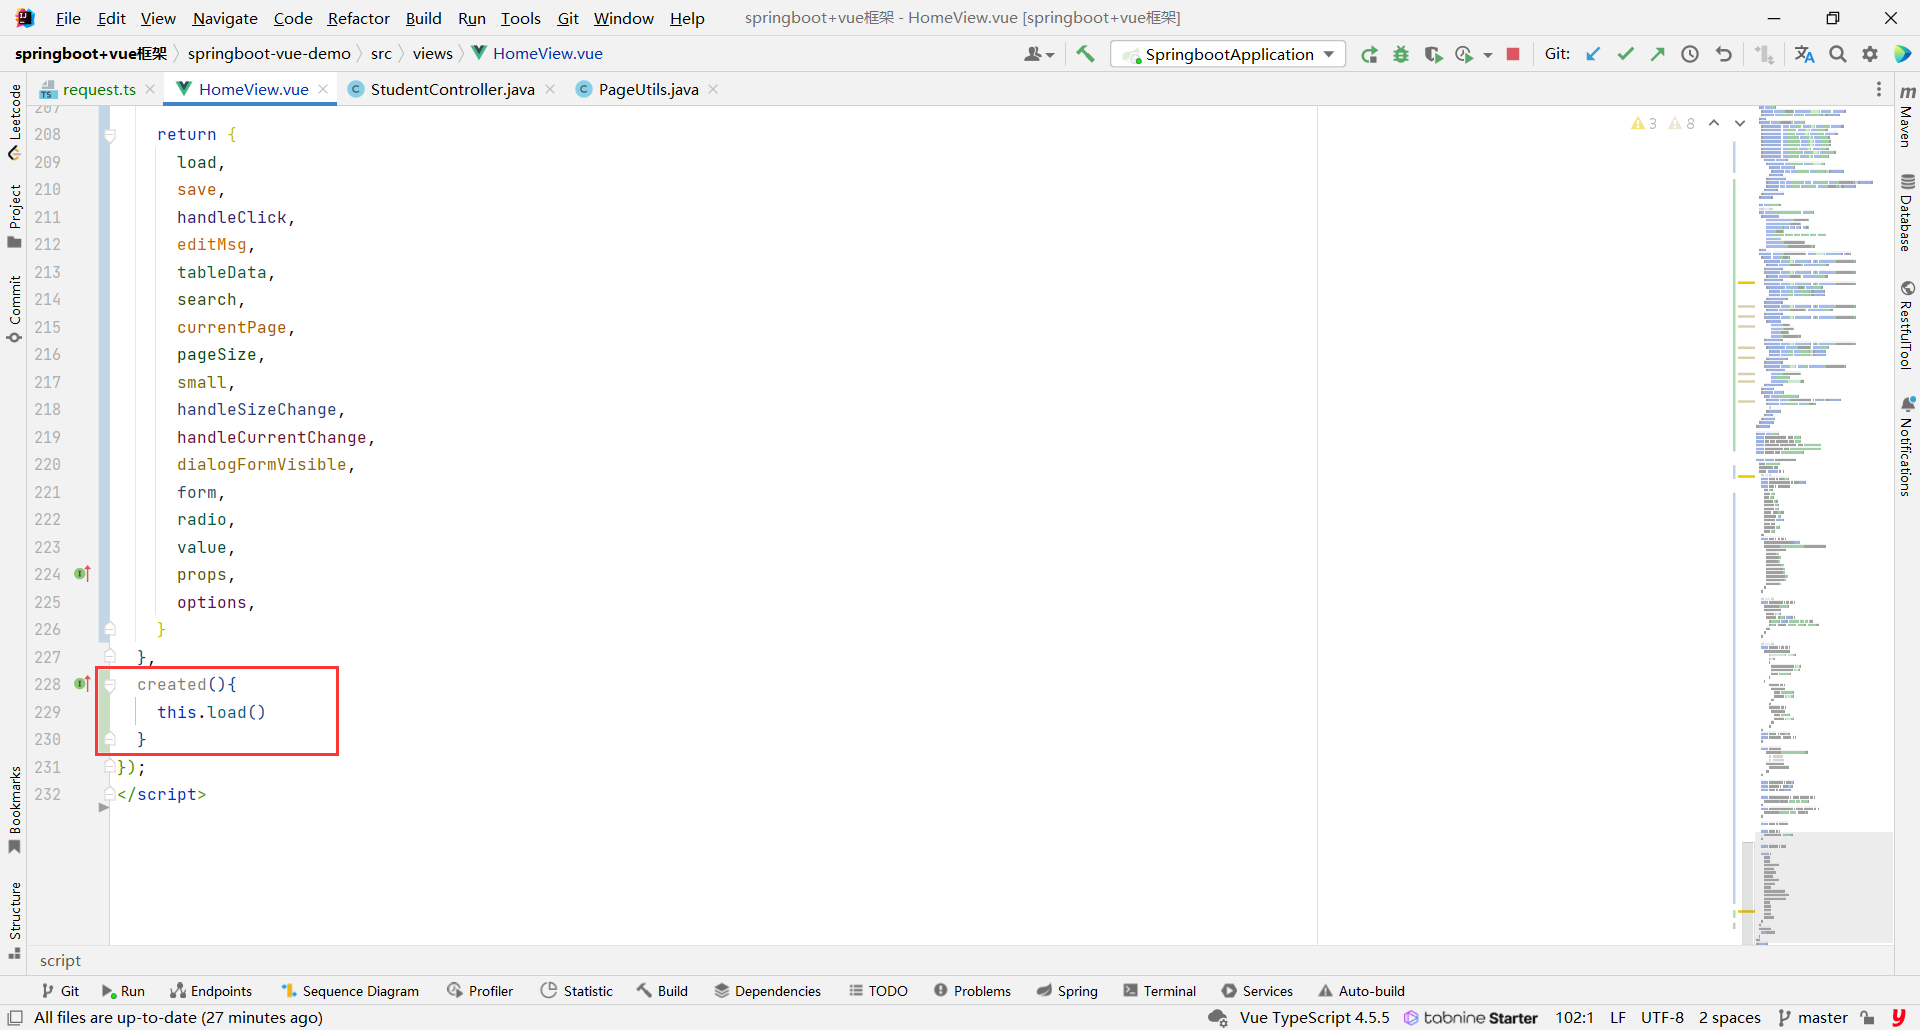 File Edit View Navigate Code Refactor Build Run Tools Git Window Help springboot+vue框架 - HomeView.vue [springboot+vue框架]
springboot+vue框架 springboot-vue-demo src views HomeView.vue SpringbootApplication Git:
request.ts HomeView.vue StudentController.java PageUtils.java
Leetcode
Project
Commit
Bookmarks
Structure
207
3 8
208 return {
209 load,
210 save,
211 handleClick,
212 editMsg,
213 tableData,
214 search,
215 currentPage,
216 pageSize,
217 small,
218 handleSizeChange,
219 handleCurrentChange,
220 dialogFormVisible,
221 form,
222 radio,
223 value,
224 props,
225 options,
226 }
227 },
228 created(){
229 this.load()
230 }
231 });
232 </script>
m Maven
Database
RestfulTool
Notifications
script
Git Run Endpoints Sequence Diagram Profiler Statistic Build Dependencies TODO Problems Spring Terminal Services Auto-build
All files are up-to-date (27 minutes ago) Vue TypeScript 4.5.5 tabnine Starter 102:1 LF UTF-8 2 spaces master